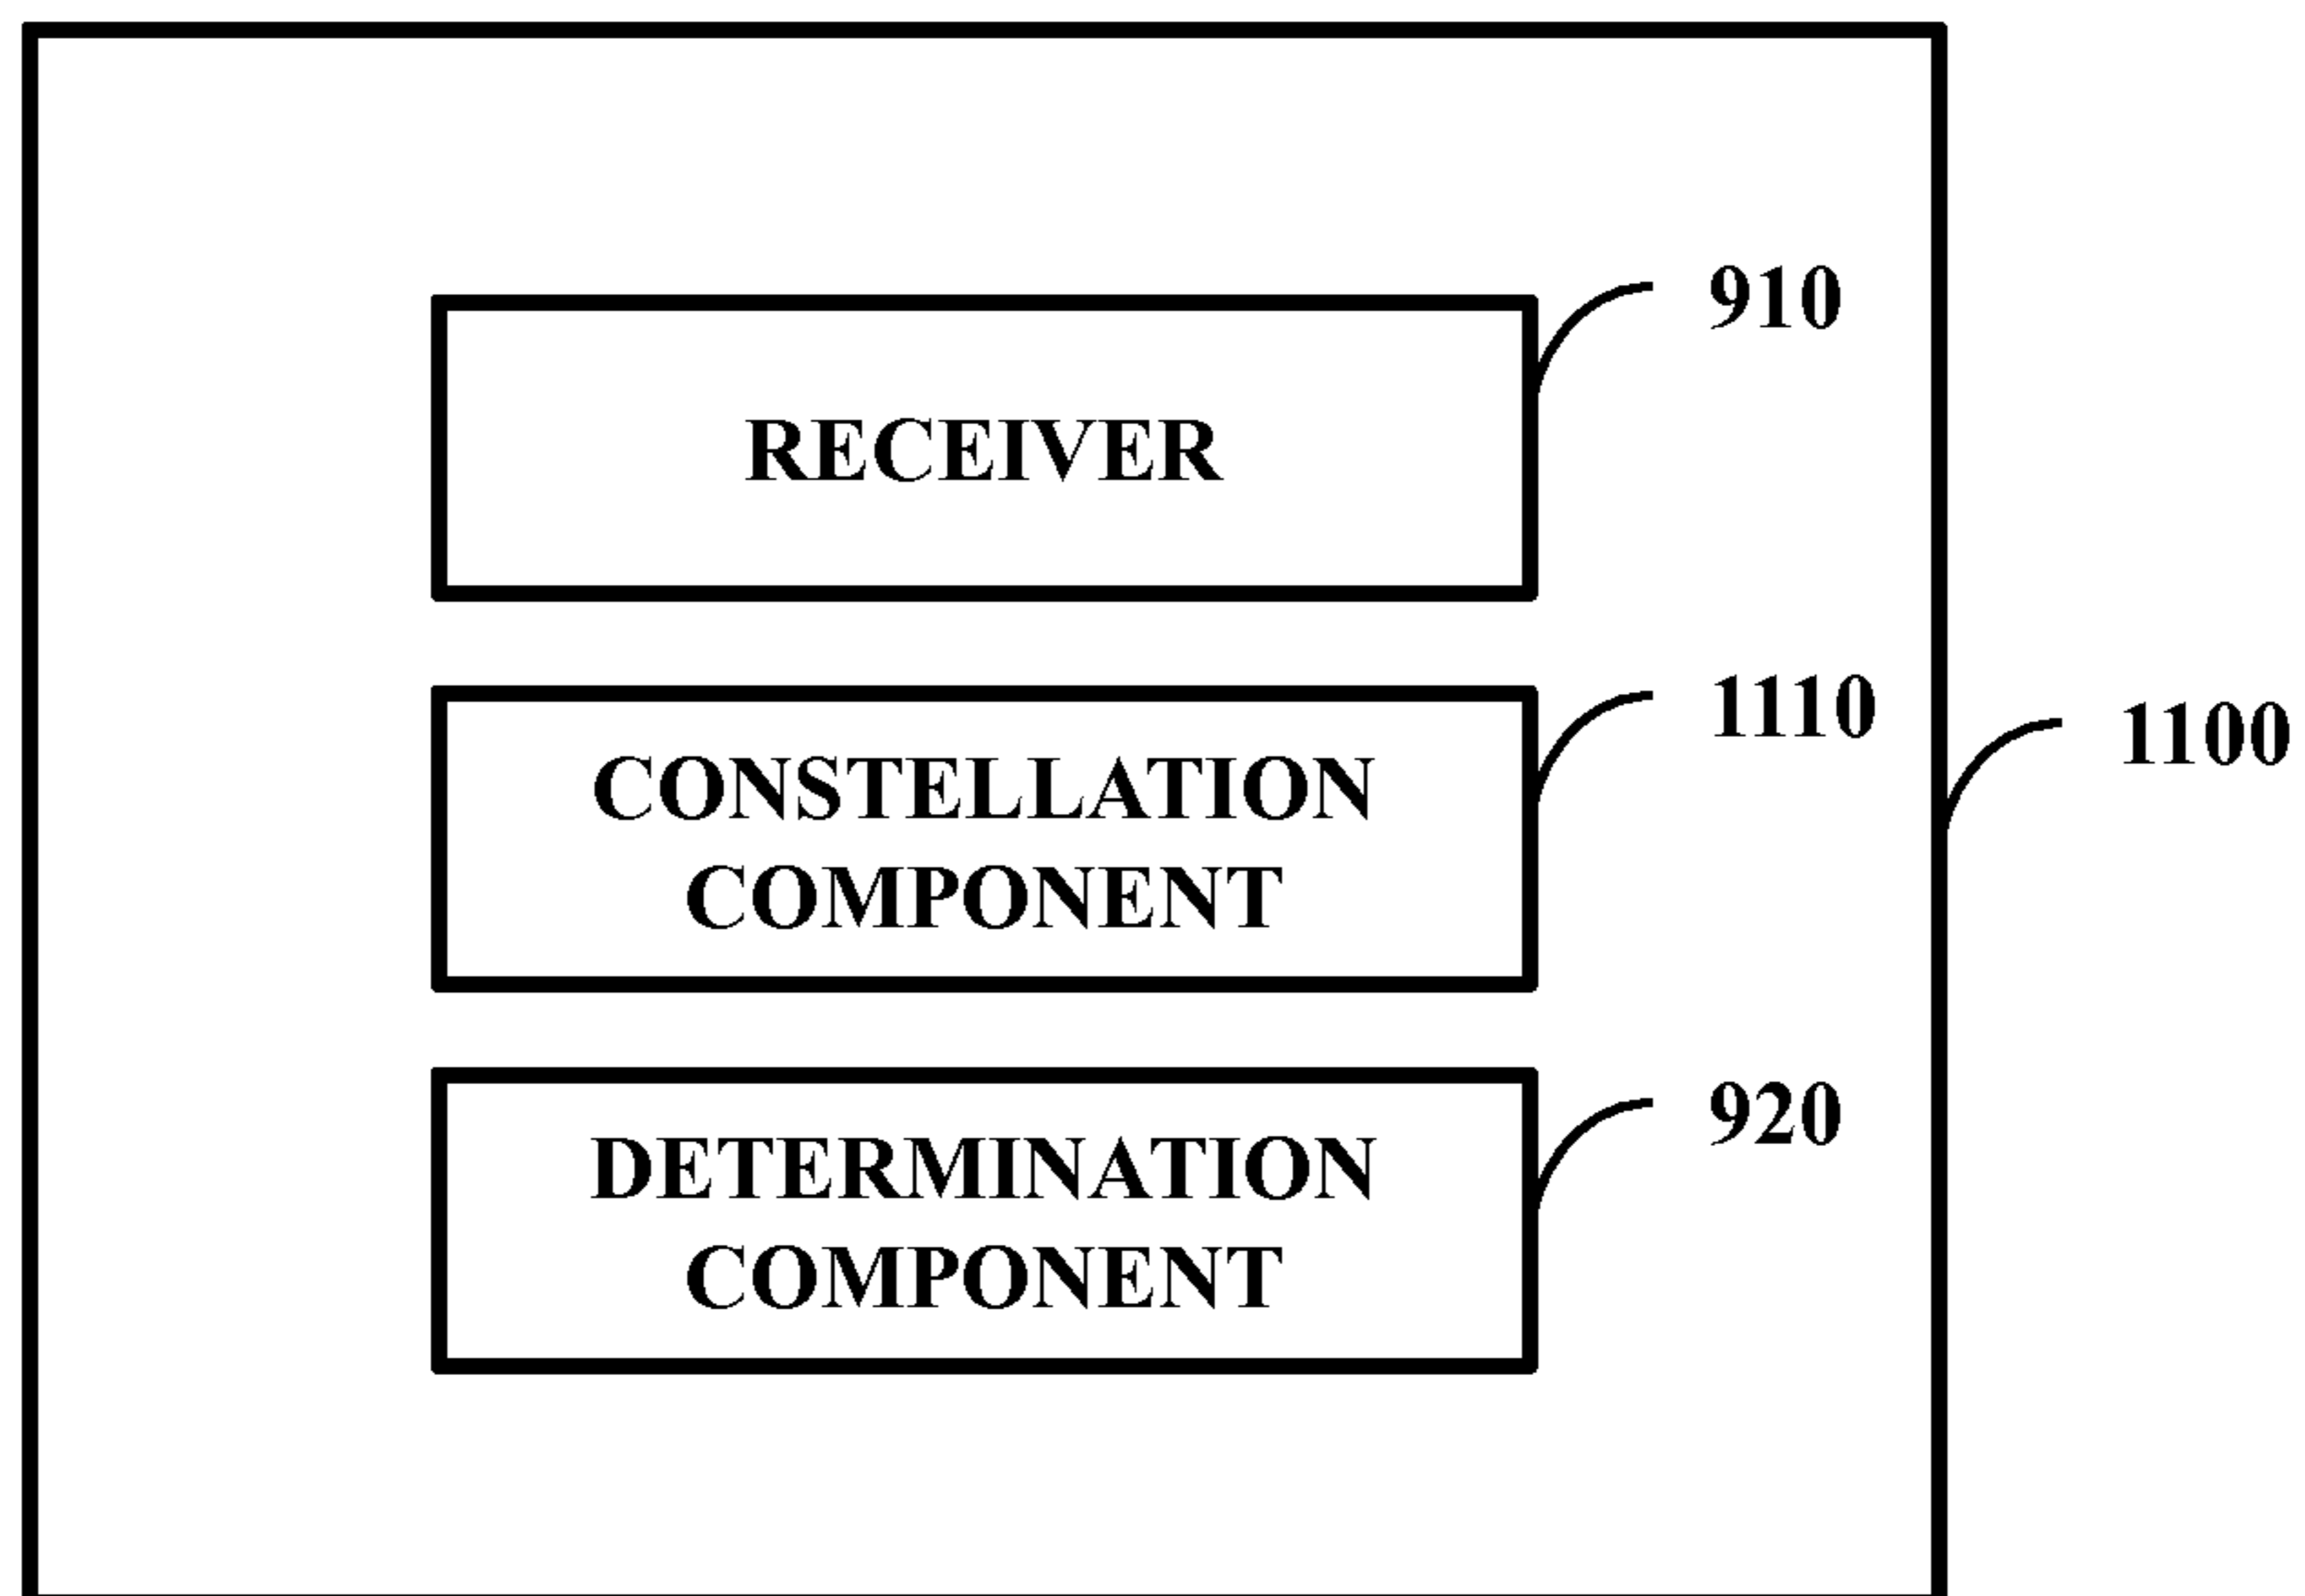 910
RECEIVER
1110
1100
CONSTELLATION
COMPONENT
920
DETERMINATION
COMPONENT